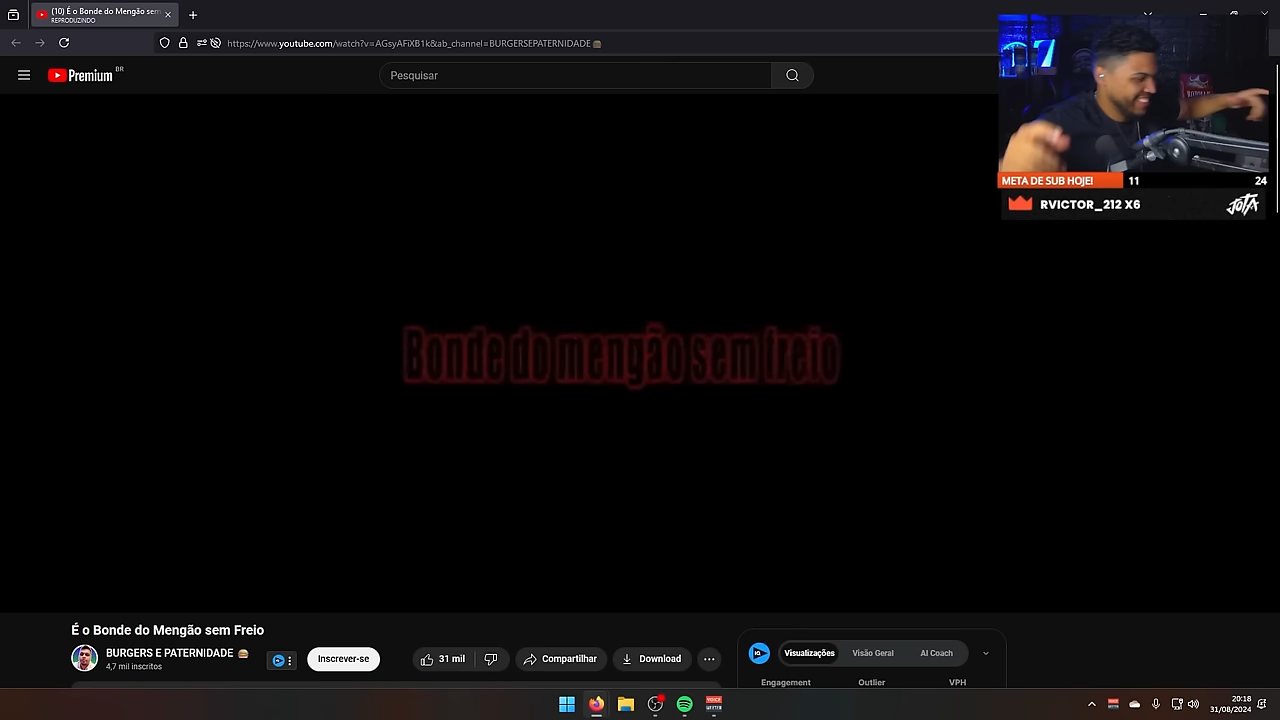 (10) É o Bonde do Mengão sem
REPRODUZINDO
https://www.youtube.com/watch?v=AGsyAFiXB1k&ab_channel=BURGERSEPATERNIDADE🍔
Premium BR
Pesquisar
META DE SUB HOJE! 11 24
RVICTOR_212 X6 JOTA
Bonde do mengão sem freio
É o Bonde do Mengão sem Freio
BURGERS E PATERNIDADE 🍔
4,7 mil inscritos
Inscrever-se
31 mil
Compartilhar
Download
Visualizações
Visão Geral
AI Coach
Engagement
Outlier
VPH
20:18
31/08/2024